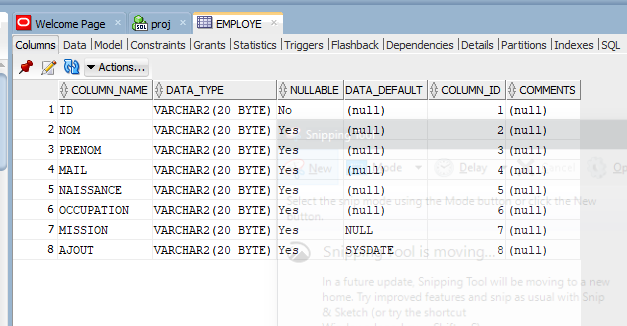 Welcome Page proj EMPLOYE
Columns Data Model Constraints Grants Statistics Triggers Flashback Dependencies Details Partitions Indexes SQL
Actions...
COLUMN_NAME DATA_TYPE NULLABLE DATA_DEFAULT COLUMN_ID COMMENTS
1 ID VARCHAR2(20 BYTE) No (null) 1 (null)
2 NOM VARCHAR2(20 BYTE) Yes (null) 2 (null)
3 PRENOM VARCHAR2(20 BYTE) Yes (null) 3 (null)
4 MAIL VARCHAR2(20 BYTE) Yes (null) 4 (null)
5 NAISSANCE VARCHAR2(20 BYTE) Yes (null) 5 (null)
6 OCCUPATION VARCHAR2(20 BYTE) Yes (null) 6 (null)
7 MISSION VARCHAR2(20 BYTE) Yes NULL 7 (null)
8 AJOUT VARCHAR2(20 BYTE) Yes SYSDATE 8 (null)
Snipping Tool
New Mode Delay Cancel
Select the snip mode using the Mode button or click the New
button.
Snipping Tool is moving...
In a future update, Snipping Tool will be moving to a new
home. Try improved features and snip as usual with Snip
& Sketch (or try the shortcut